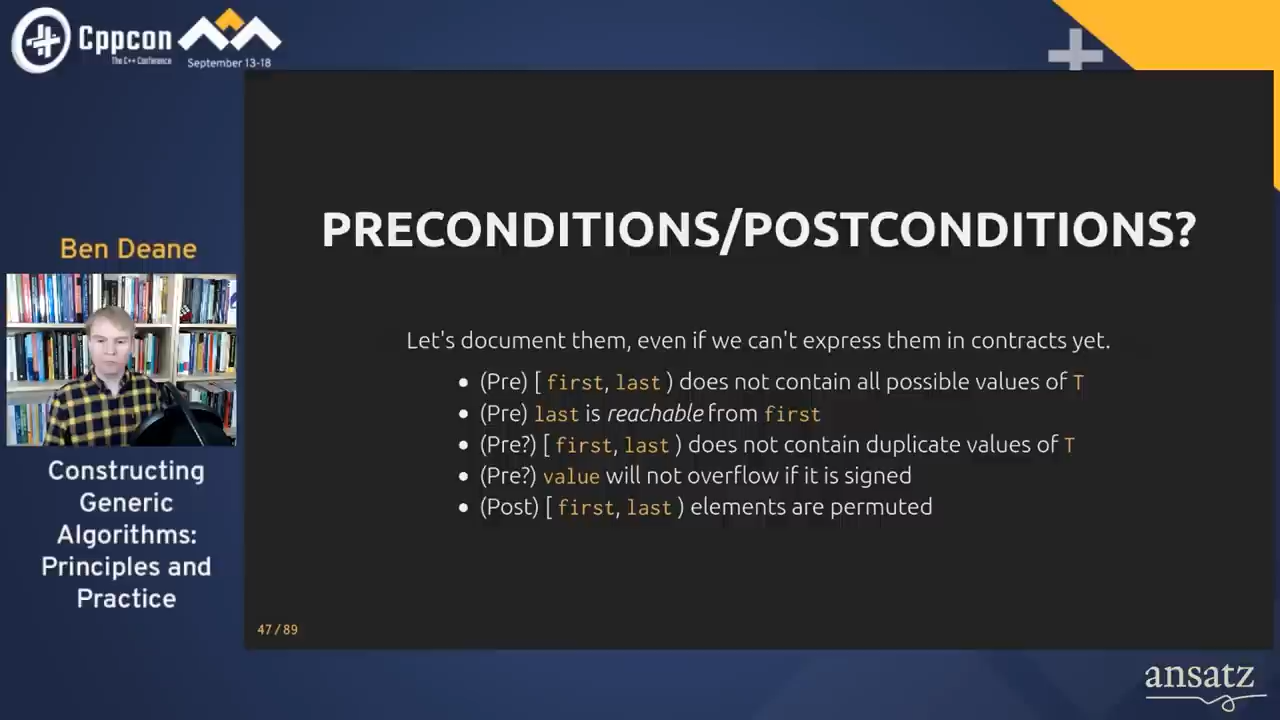 Cppcon
The C++ Conference
September 13-18
Ben Deane
Constructing
Generic
Algorithms:
Principles and
Practice
PRECONDITIONS/POSTCONDITIONS?
Let's document them, even if we can't express them in contracts yet.
• (Pre) [ first, last ) does not contain all possible values of T
• (Pre) last is reachable from first
• (Pre?) [ first, last ) does not contain duplicate values of T
• (Pre?) value will not overflow if it is signed
• (Post) [ first, last ) elements are permuted
47 / 89
ansatz